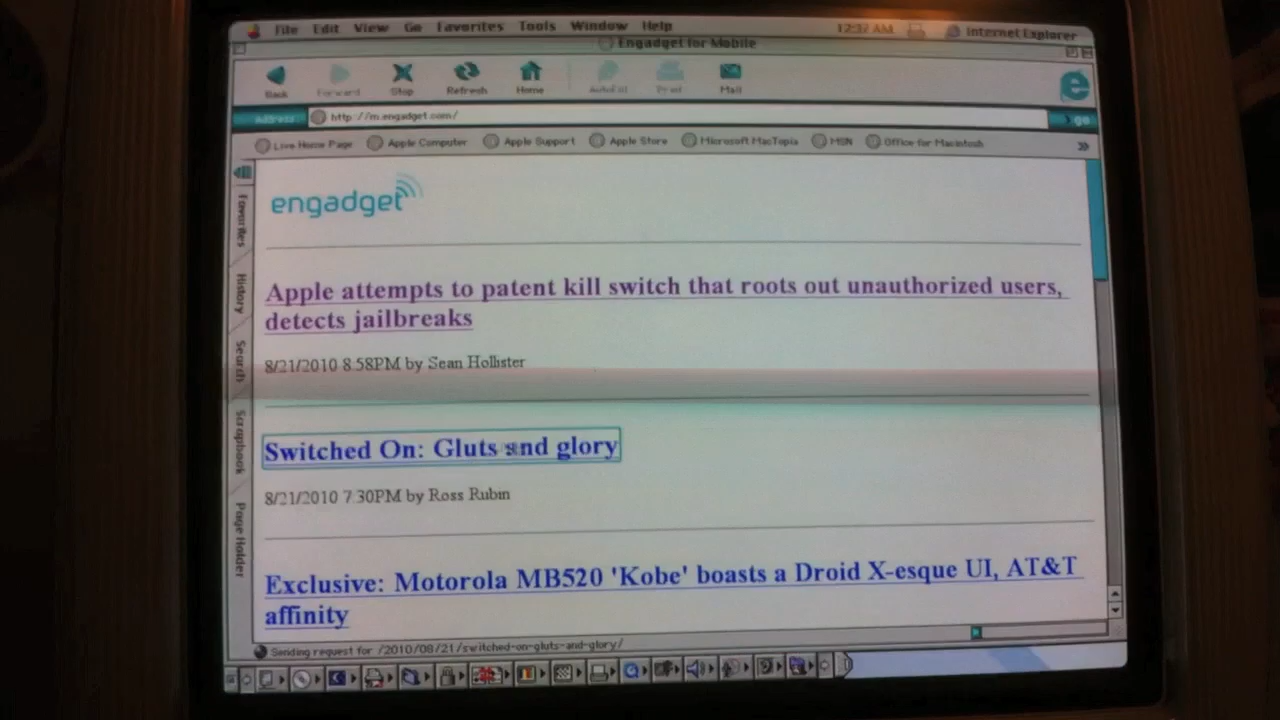 File Edit View Go Favorites Tools Window Help 12:37 AM Internet Explorer
Engadget for Mobile
Back Forward Stop Refresh Home AutoFill Print Mail
Address http://m.engadget.com/ go
Live Home Page Apple Computer Apple Support Apple Store Microsoft MacTopia MSN Office for Macintosh
Favorites
History
Search
Scrapbook
Page Holder
engadget
Apple attempts to patent kill switch that roots out unauthorized users,
detects jailbreaks
8/21/2010 8:58PM by Sean Hollister
Switched On: Gluts and glory
8/21/2010 7:30PM by Ross Rubin
Exclusive: Motorola MB520 'Kobe' boasts a Droid X-esque UI, AT&T
affinity
Sending request for /2010/08/21/switched-on-gluts-and-glory/